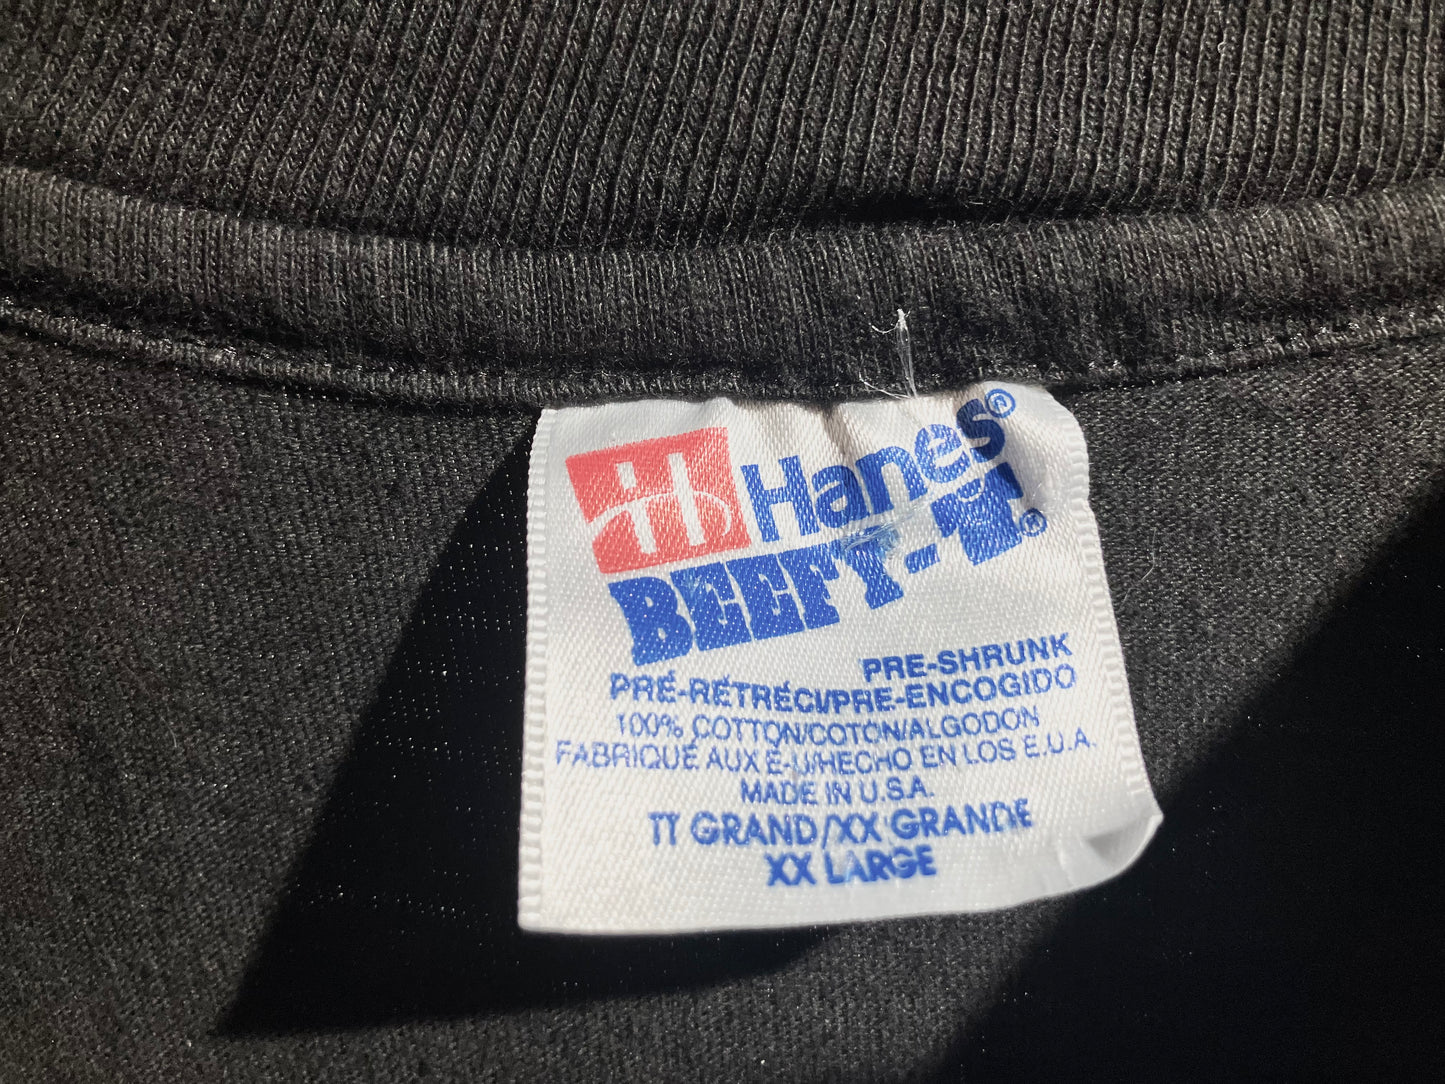 Hanes®
BEEFY-T®
PRE-SHRUNK
PRÉ-RÉTRÉCI/PRE-ENCOGIDO
100% COTTON/COTON/ALGODON
FABRIQUÉ AUX É-U/HECHO EN LOS E.U.A.
MADE IN U.S.A.
TT GRAND/XX GRANDE
XX LARGE